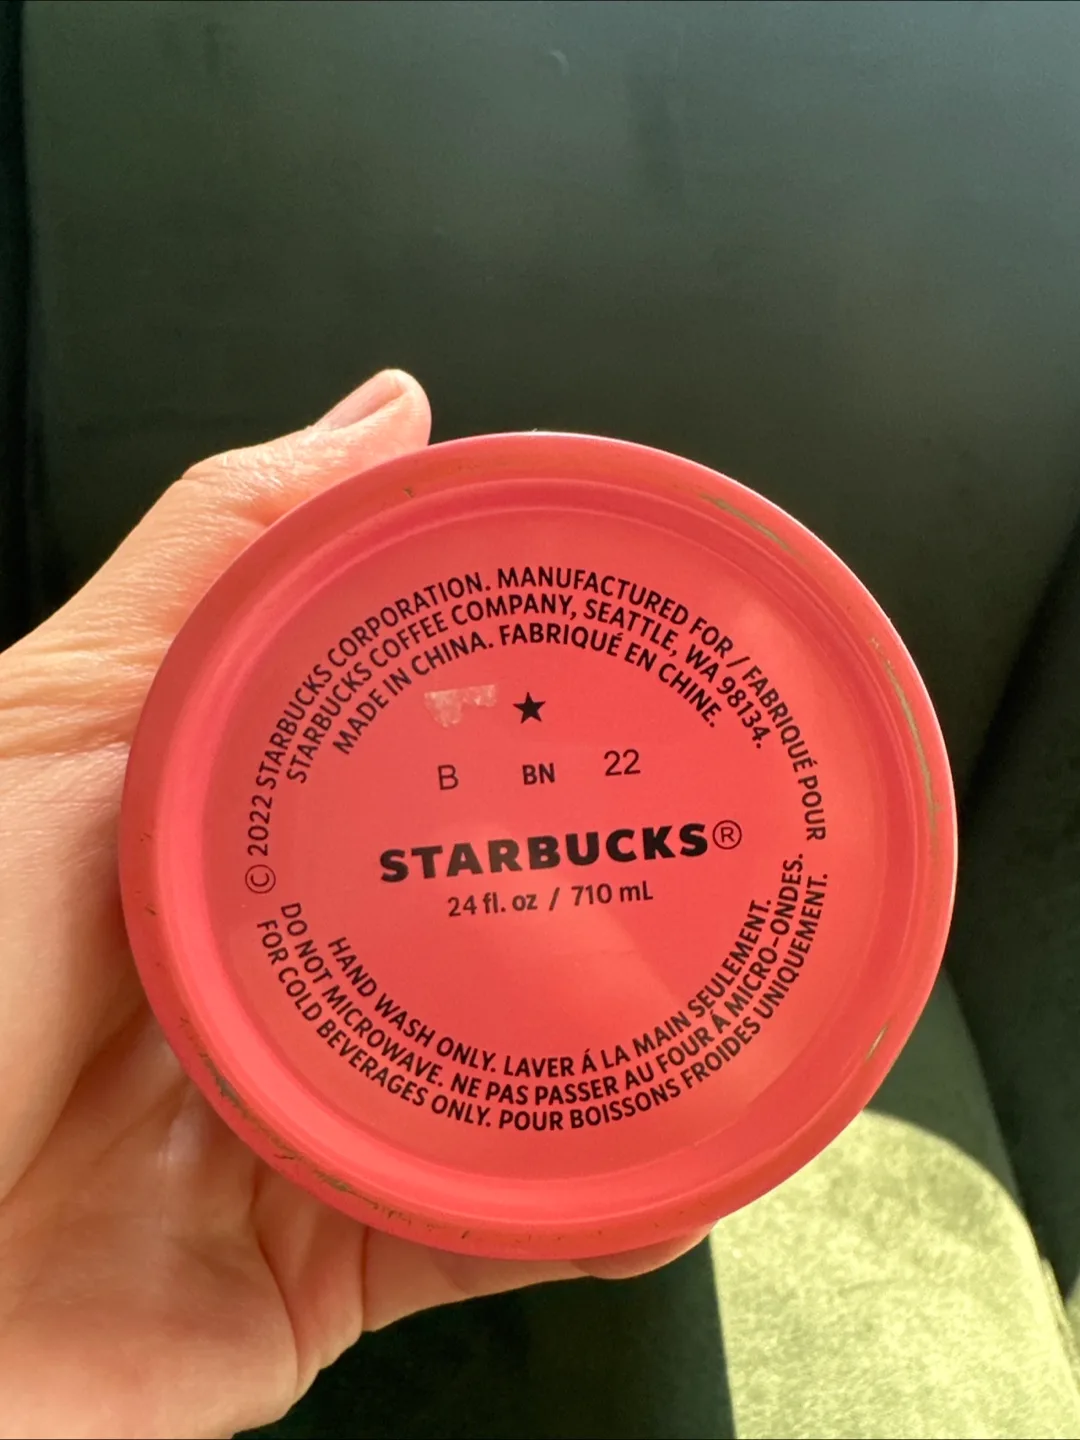 © 2022 STARBUCKS CORPORATION. MANUFACTURED FOR / FABRIQUÉ POUR
STARBUCKS COFFEE COMPANY, SEATTLE, WA 98134.
MADE IN CHINA. FABRIQUÉ EN CHINE.
B BN 22
STARBUCKS®
24 fl. oz / 710 mL
HAND WASH ONLY. LAVER Á LA MAIN SEULEMENT.
DO NOT MICROWAVE. NE PAS PASSER AU FOUR Á MICRO-ONDES.
FOR COLD BEVERAGES ONLY. POUR BOISSONS FROIDES UNIQUEMENT.